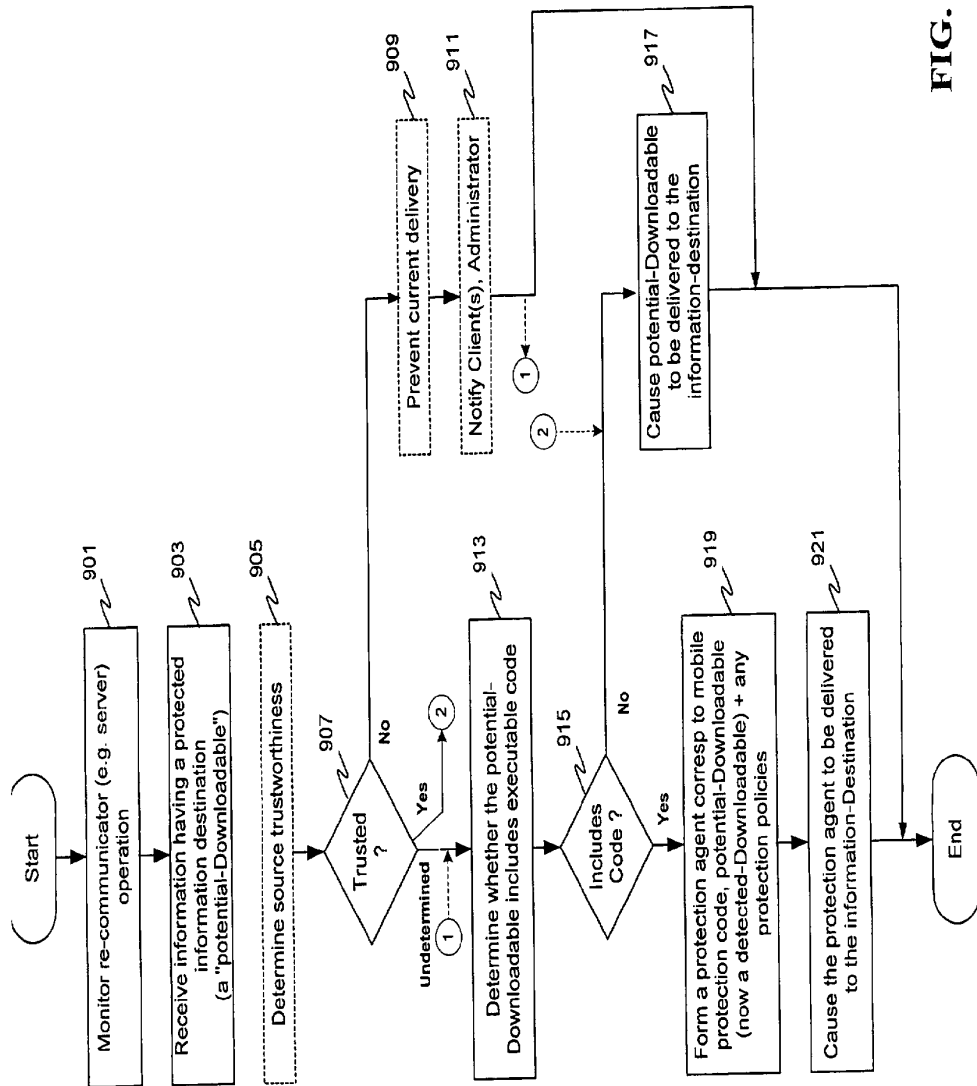 Start
901
Monitor re-communicator (e.g. server)
operation
903
Receive information having a protected
information destination
(a "potential-Downloadable")
905
Determine source trustworthiness
907
Trusted
?
No
Yes
2
Undetermined
1
909
Prevent current delivery
911
Notify Client(s), Administrator
1
913
Determine whether the potential-
Downloadable includes executable code
915
Includes
Code ?
No
2
Yes
917
Cause potential-Downloadable
to be delivered to the
information-destination
919
Form a protection agent corresp to mobile
protection code, potential-Downloadable
(now a detected-Downloadable) + any
protection policies
921
Cause the protection agent to be delivered
to the information-Destination
End
FIG.